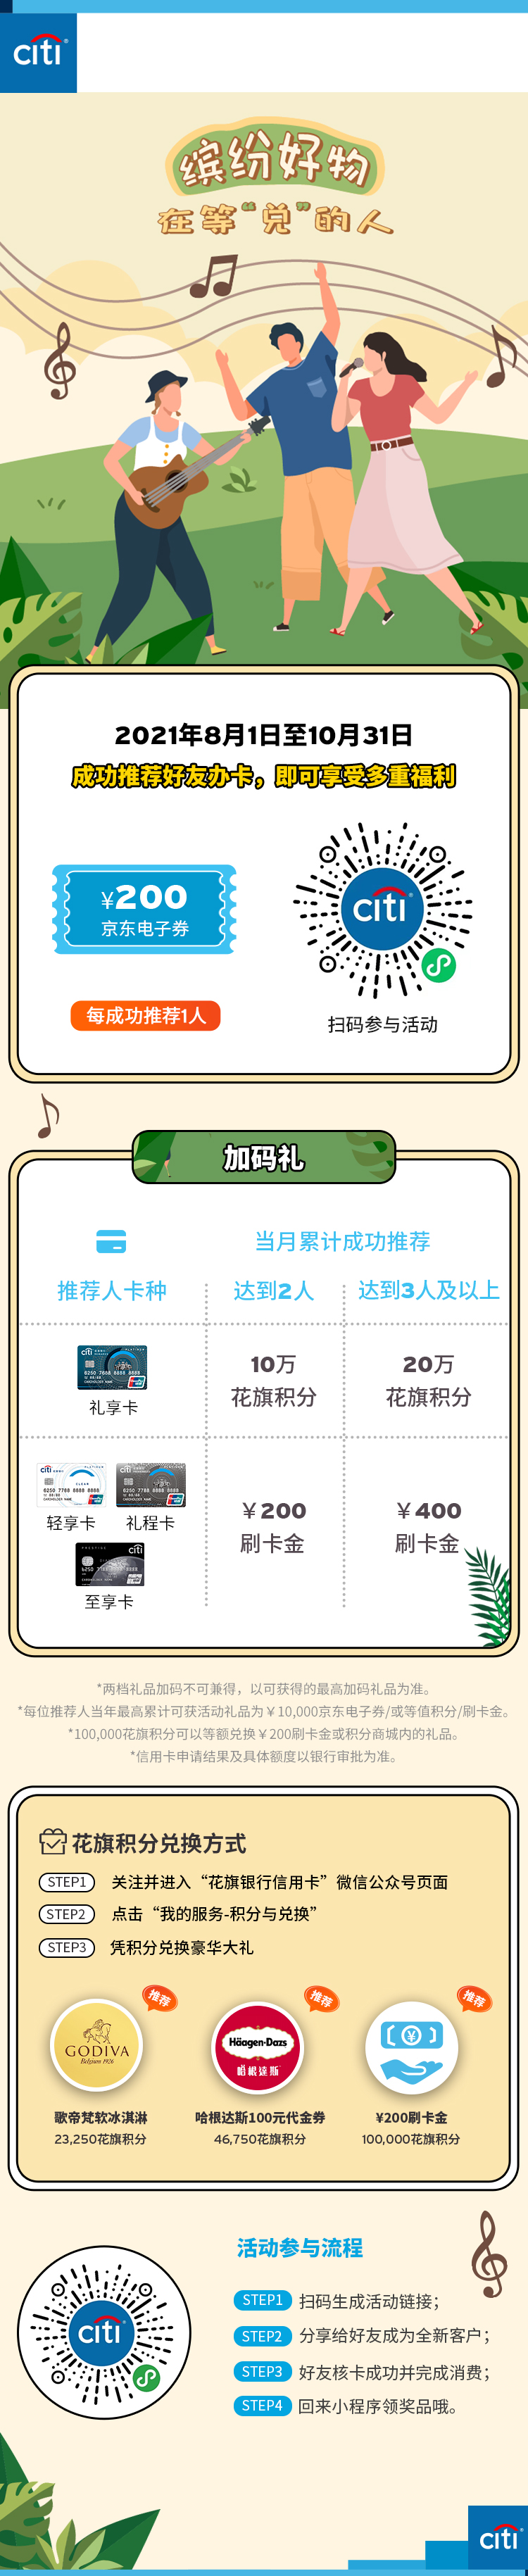 citi
缤纷好物
在等“兑”的人
2021年8月1日至10月31日
成功推荐好友办卡，即可享受多重福利
¥200
京东电子券
每成功推荐1人
citi
扫码参与活动
加码礼
当月累计成功推荐
推荐人卡种
达到2人
达到3人及以上
礼享卡
10万
花旗积分
20万
花旗积分
轻享卡
礼程卡
至享卡
￥200
刷卡金
￥400
刷卡金
*两档礼品加码不可兼得，以可获得的最高加码礼品为准。
*每位推荐人当年最高累计可获活动礼品为￥10,000京东电子券/或等值积分/刷卡金。
*100,000花旗积分可以等额兑换￥200刷卡金或积分商城内的礼品。
*信用卡申请结果及具体额度以银行审批为准。
花旗积分兑换方式
STEP1 关注并进入“花旗银行信用卡”微信公众号页面
STEP2 点击“我的服务-积分与兑换”
STEP3 凭积分兑换豪华大礼
推荐
推荐
推荐
GODIVA
Belgium 1926
Häagen-Dazs
哈根达斯
歌帝梵软冰淇淋
23,250花旗积分
哈根达斯100元代金券
46,750花旗积分
¥200刷卡金
100,000花旗积分
活动参与流程
STEP1 扫码生成活动链接；
STEP2 分享给好友成为全新客户；
STEP3 好友核卡成功并完成消费；
STEP4 回来小程序领奖品哦。
citi
citi